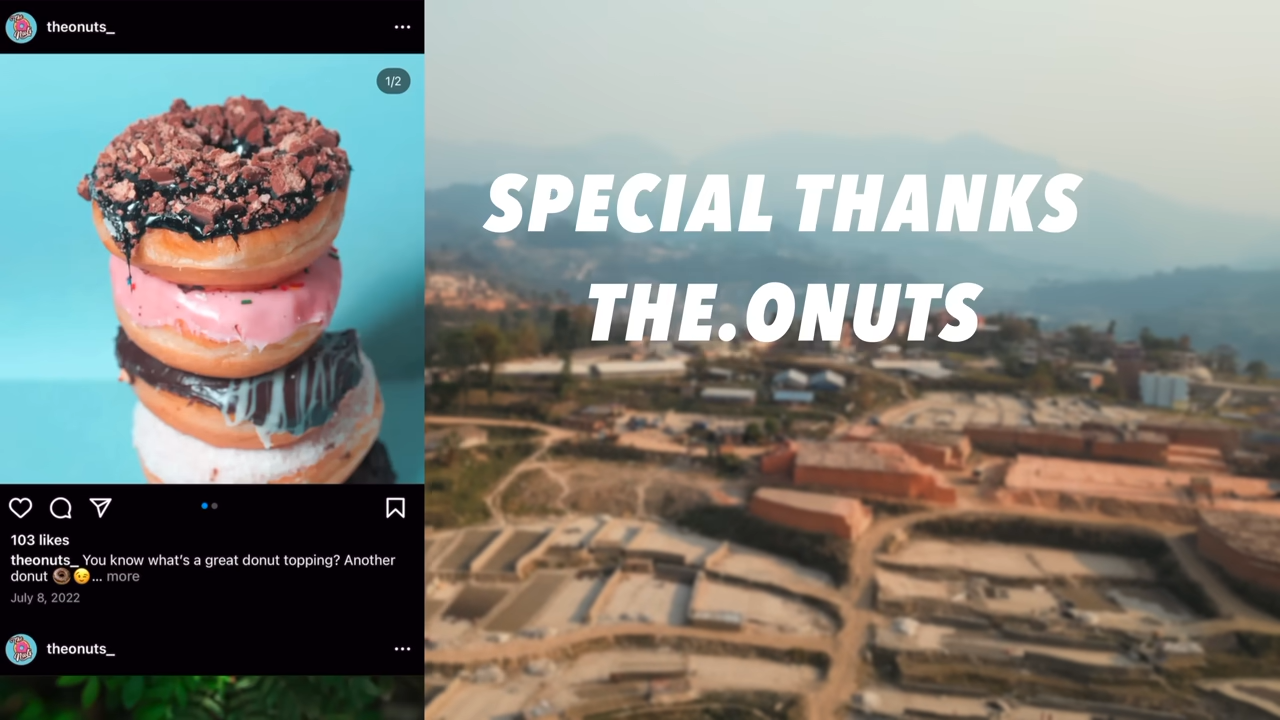 theonuts_
1/2
103 likes
theonuts_ You know what's a great donut topping? Another
donut 🍩😉... more
July 8, 2022
theonuts_
SPECIAL THANKS
THE.ONUTS